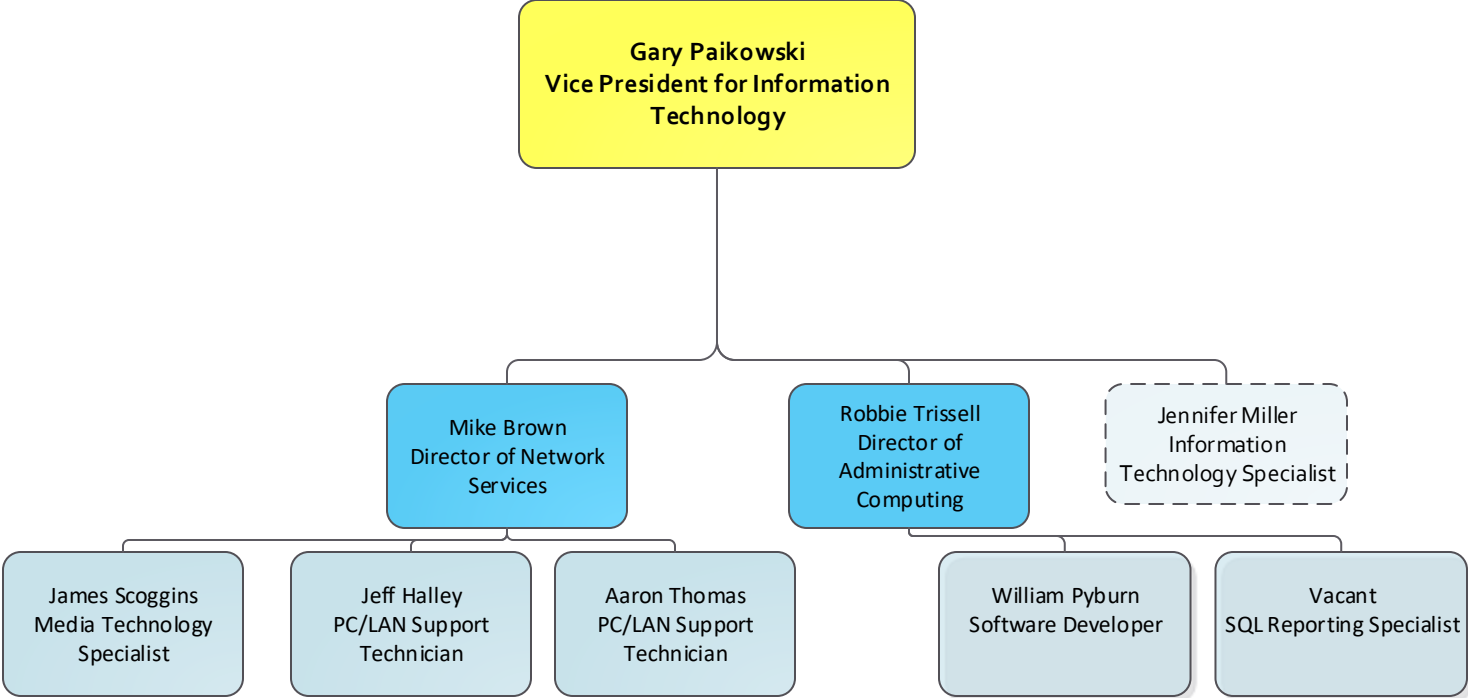 Gary Paikowski
Vice President for Information
Technology
Mike Brown
Director of Network
Services
Robbie Trissell
Director of
Administrative
Computing
Jennifer Miller
Information
Technology Specialist
James Scoggins
Media Technology
Specialist
Jeff Halley
PC/LAN Support
Technician
Aaron Thomas
PC/LAN Support
Technician
William Pyburn
Software Developer
Vacant
SQL Reporting Specialist